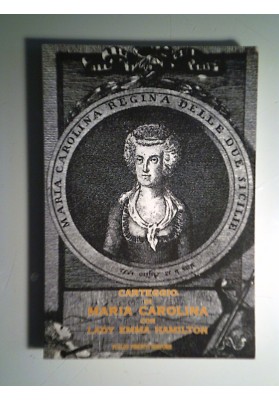 MARIA CAROLINA REGINA DELLE DUE SICILIE
CARTEGGIO
DI
MARIA CAROLINA
CON
LADY EMMA HAMILTON